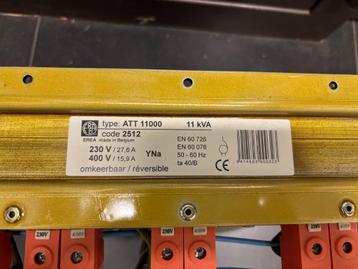 type: ATT 11000 11 kVA
code 2512
EREA made in Belgium
EN 60 726
230 V / 27,6 A
EN 60 076
400 V / 15,9 A
YNa
50 - 60 Hz
omkeerbaar / réversible
ta 40/B
230V
400V
230V
400V
230V
400V